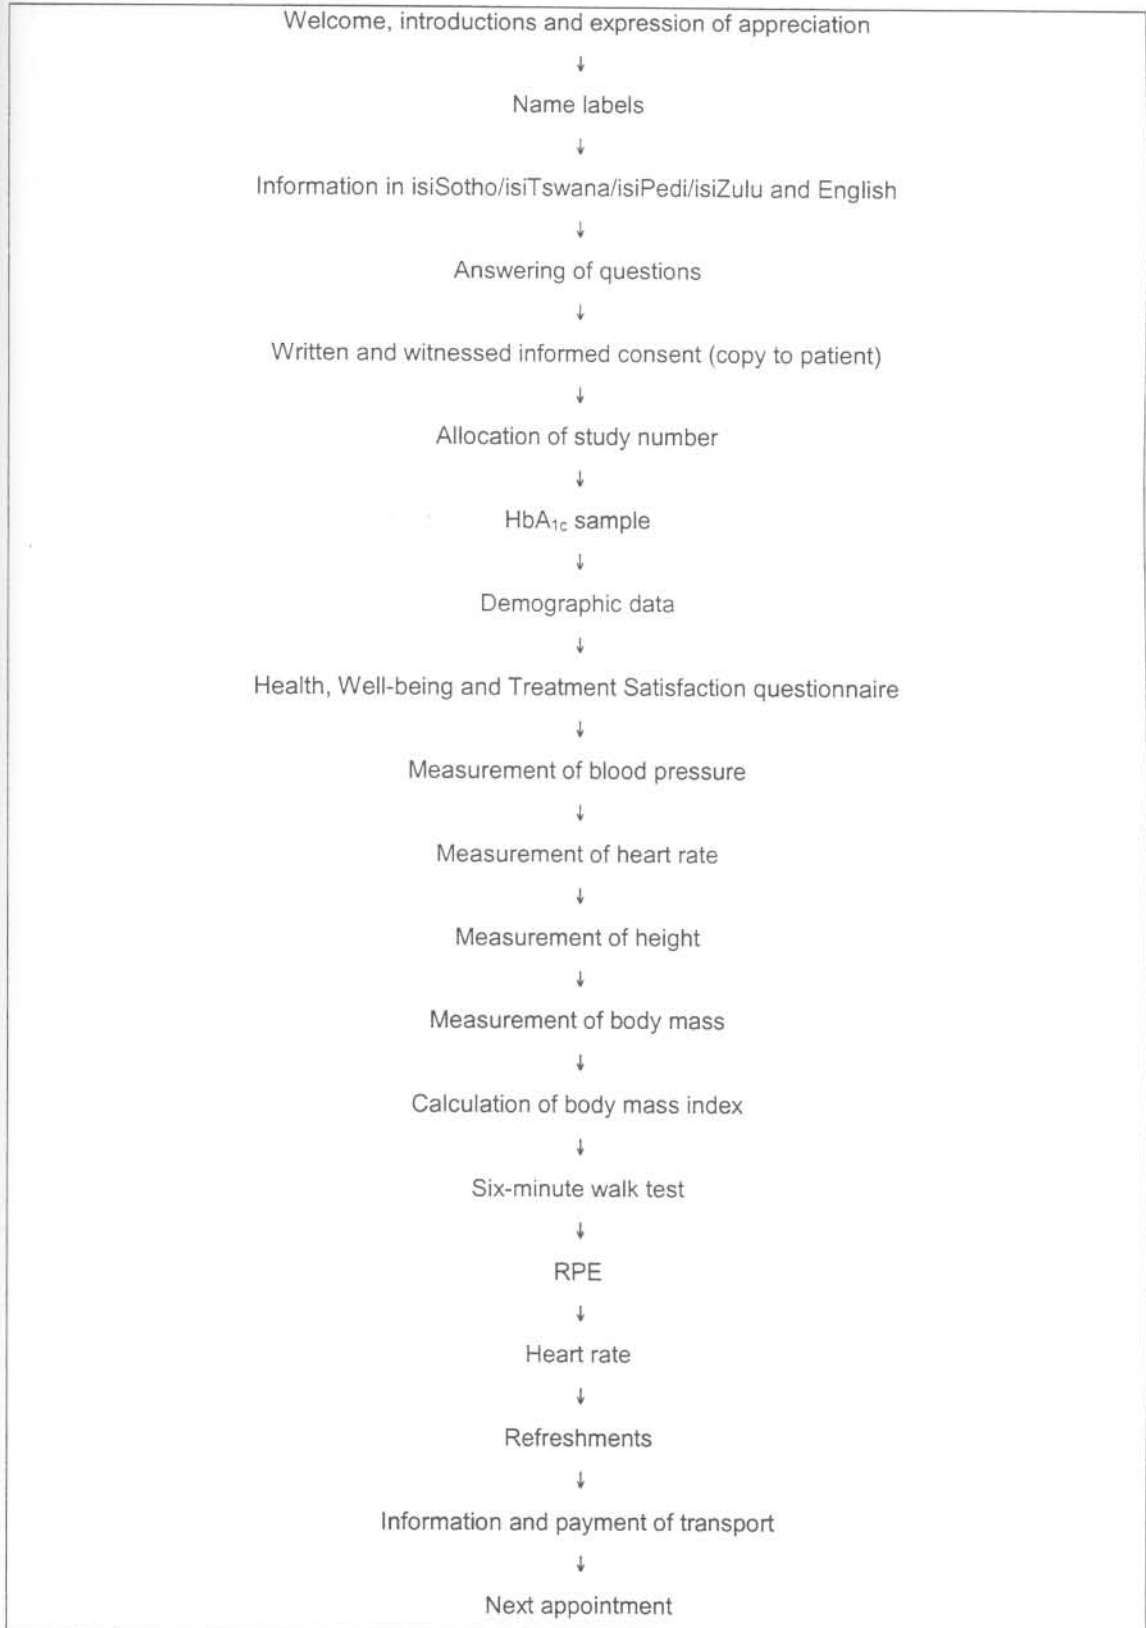 Welcome, introductions and expression of appreciation
↓
Name labels
↓
Information in isiSotho/isiTswana/isiPedi/isiZulu and English
↓
Answering of questions
↓
Written and witnessed informed consent (copy to patient)
↓
Allocation of study number
↓
HbA1c sample
↓
Demographic data
↓
Health, Well-being and Treatment Satisfaction questionnaire
↓
Measurement of blood pressure
↓
Measurement of heart rate
↓
Measurement of height
↓
Measurement of body mass
↓
Calculation of body mass index
↓
Six-minute walk test
↓
RPE
↓
Heart rate
↓
Refreshments
↓
Information and payment of transport
↓
Next appointment